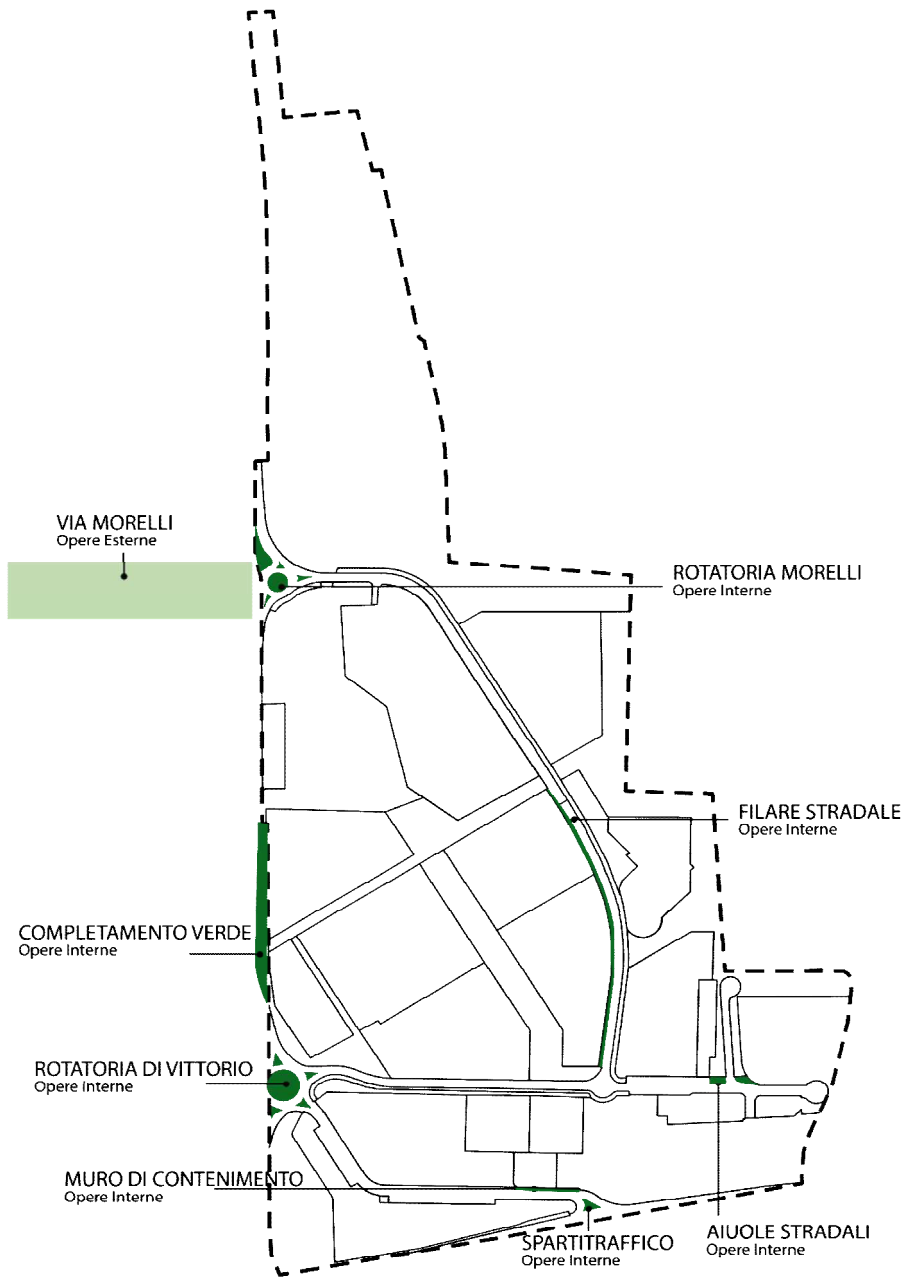 VIA MORELLI
Opere Esterne
ROTATORIA MORELLI
Opere Interne
FILARE STRADALE
Opere Interne
COMPLETAMENTO VERDE
Opere Interne
ROTATORIA DI VITTORIO
Opere Interne
MURO DI CONTENIMENTO
Opere Interne
SPARTITRAFFICO
Opere Interne
AIUOLE STRADALI
Opere Interne